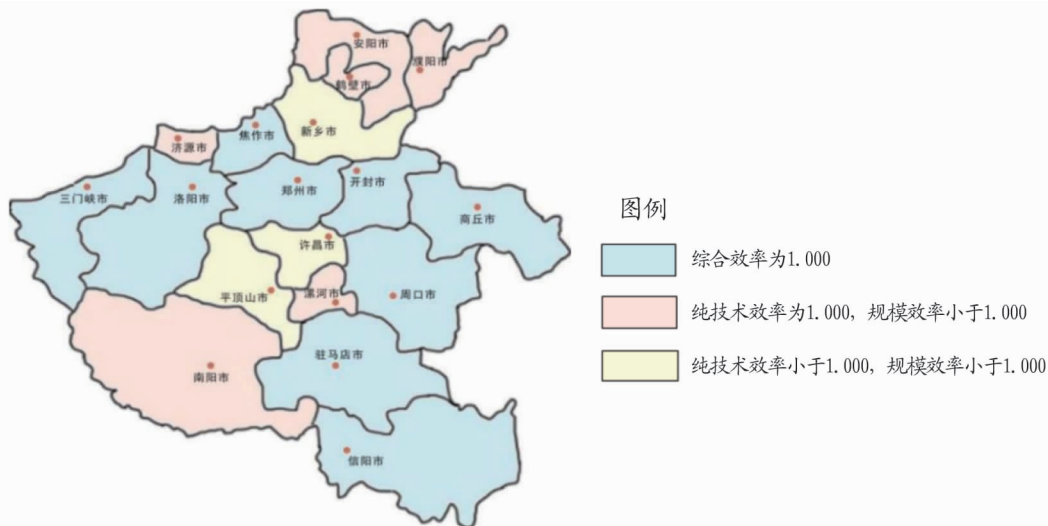 安阳市
濮阳市
鹤壁市
新乡市
焦作市
济源市
三门峡市
洛阳市
郑州市
开封市
商丘市
许昌市
平顶山市
漯河市
周口市
驻马店市
南阳市
信阳市
图例
综合效率为1.000
纯技术效率为1.000, 规模效率小于1.000
纯技术效率小于1.000, 规模效率小于1.000